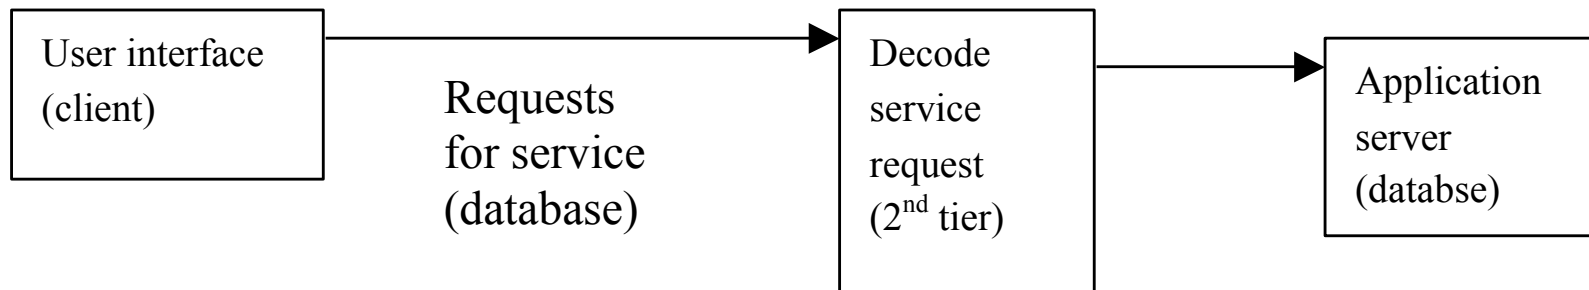 User interface
(client)
Requests
for service
(database)
Decode
service
request
(2nd tier)
Application
server
(databse)